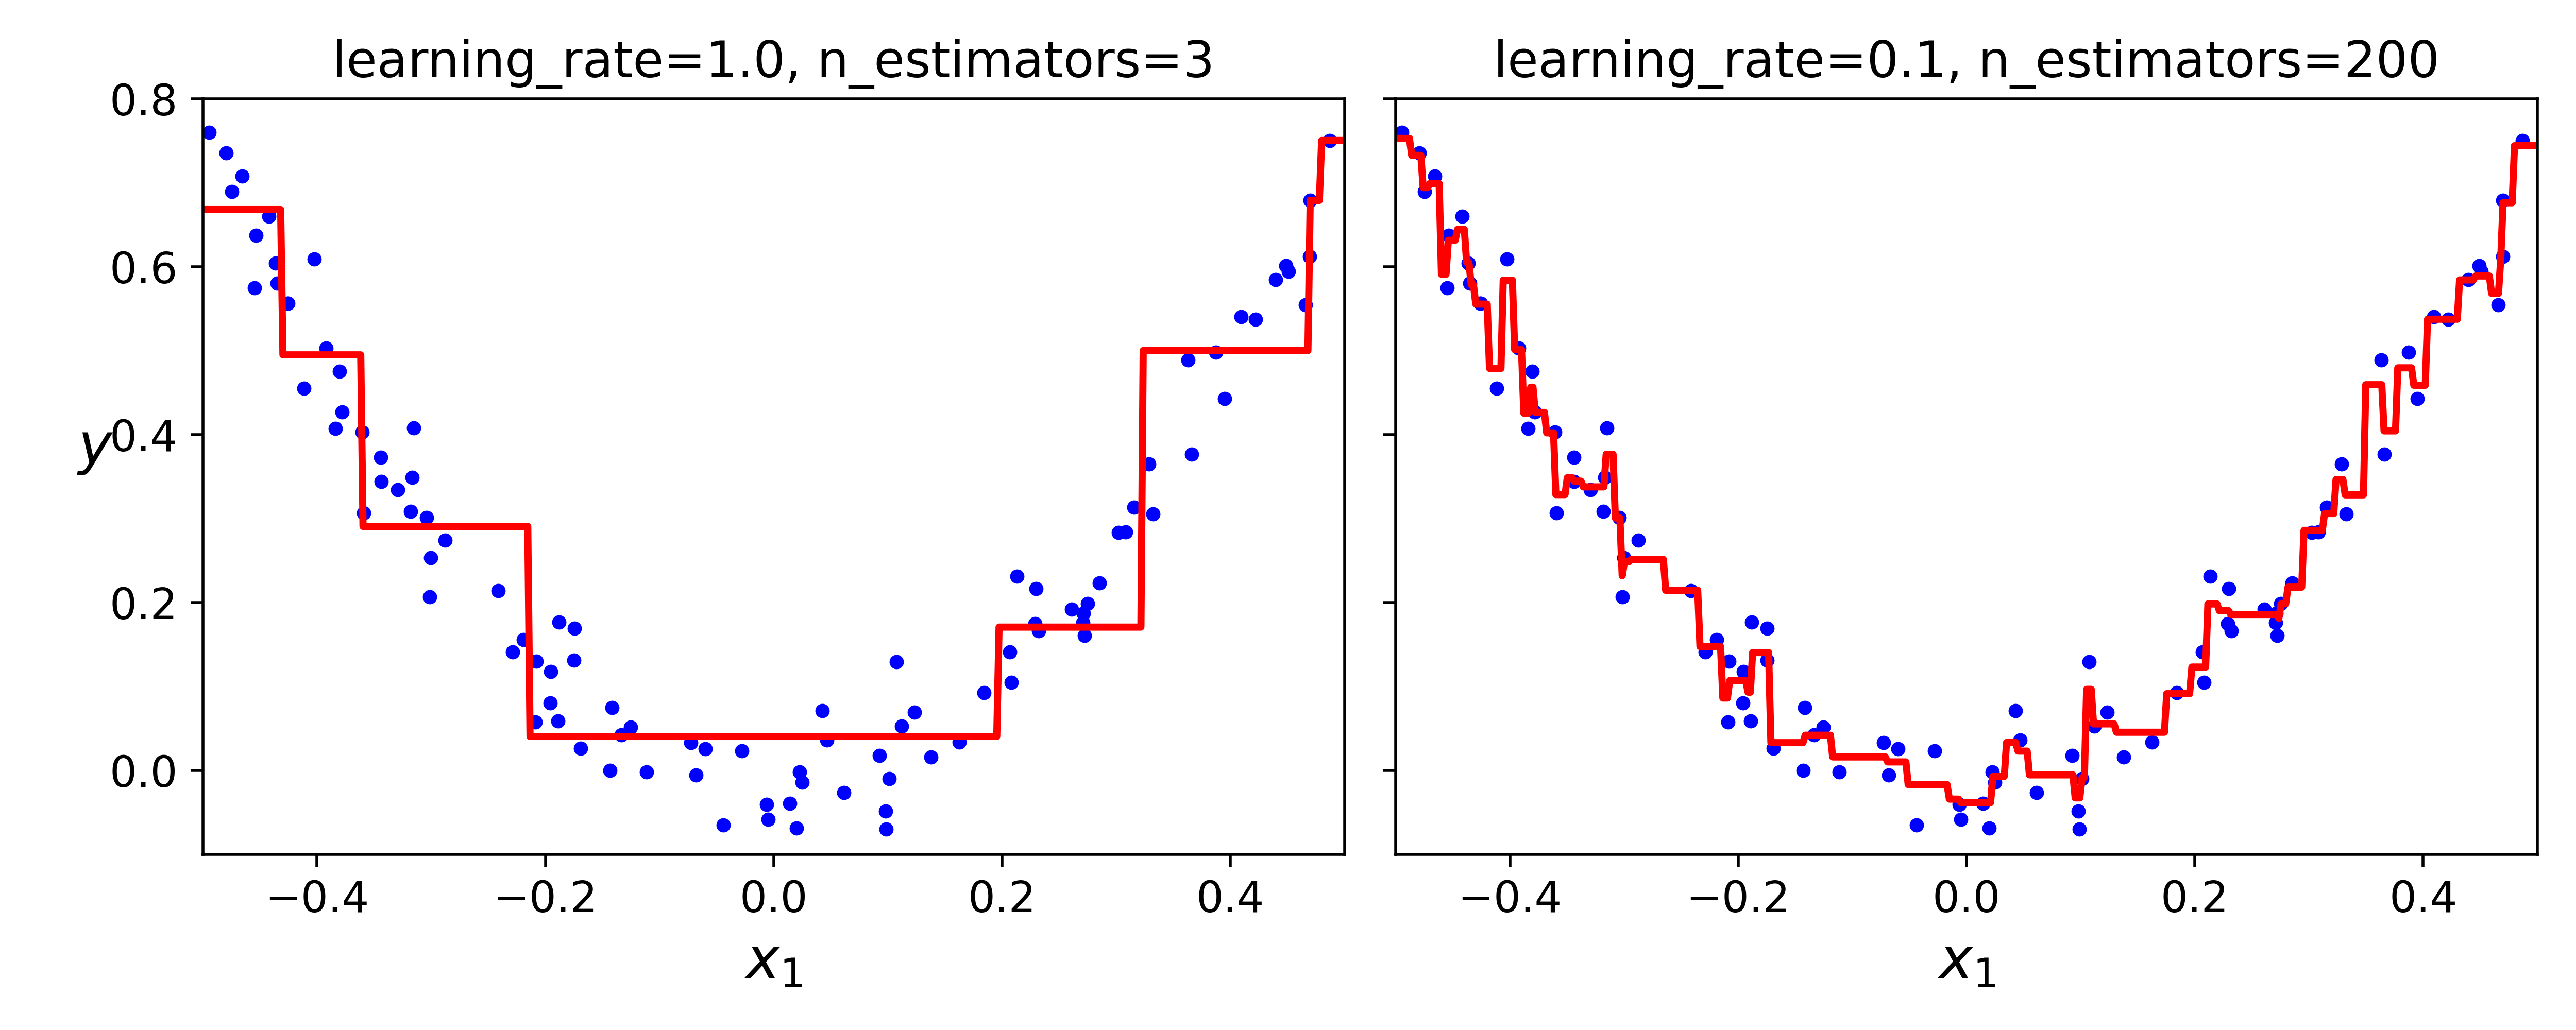 learning_rate=1.0, n_estimators=3
learning_rate=0.1, n_estimators=200
0.8
0.6
0.4
0.2
0.0
y
−0.4 −0.2 0.0 0.2 0.4
−0.4 −0.2 0.0 0.2 0.4
x₁
x₁